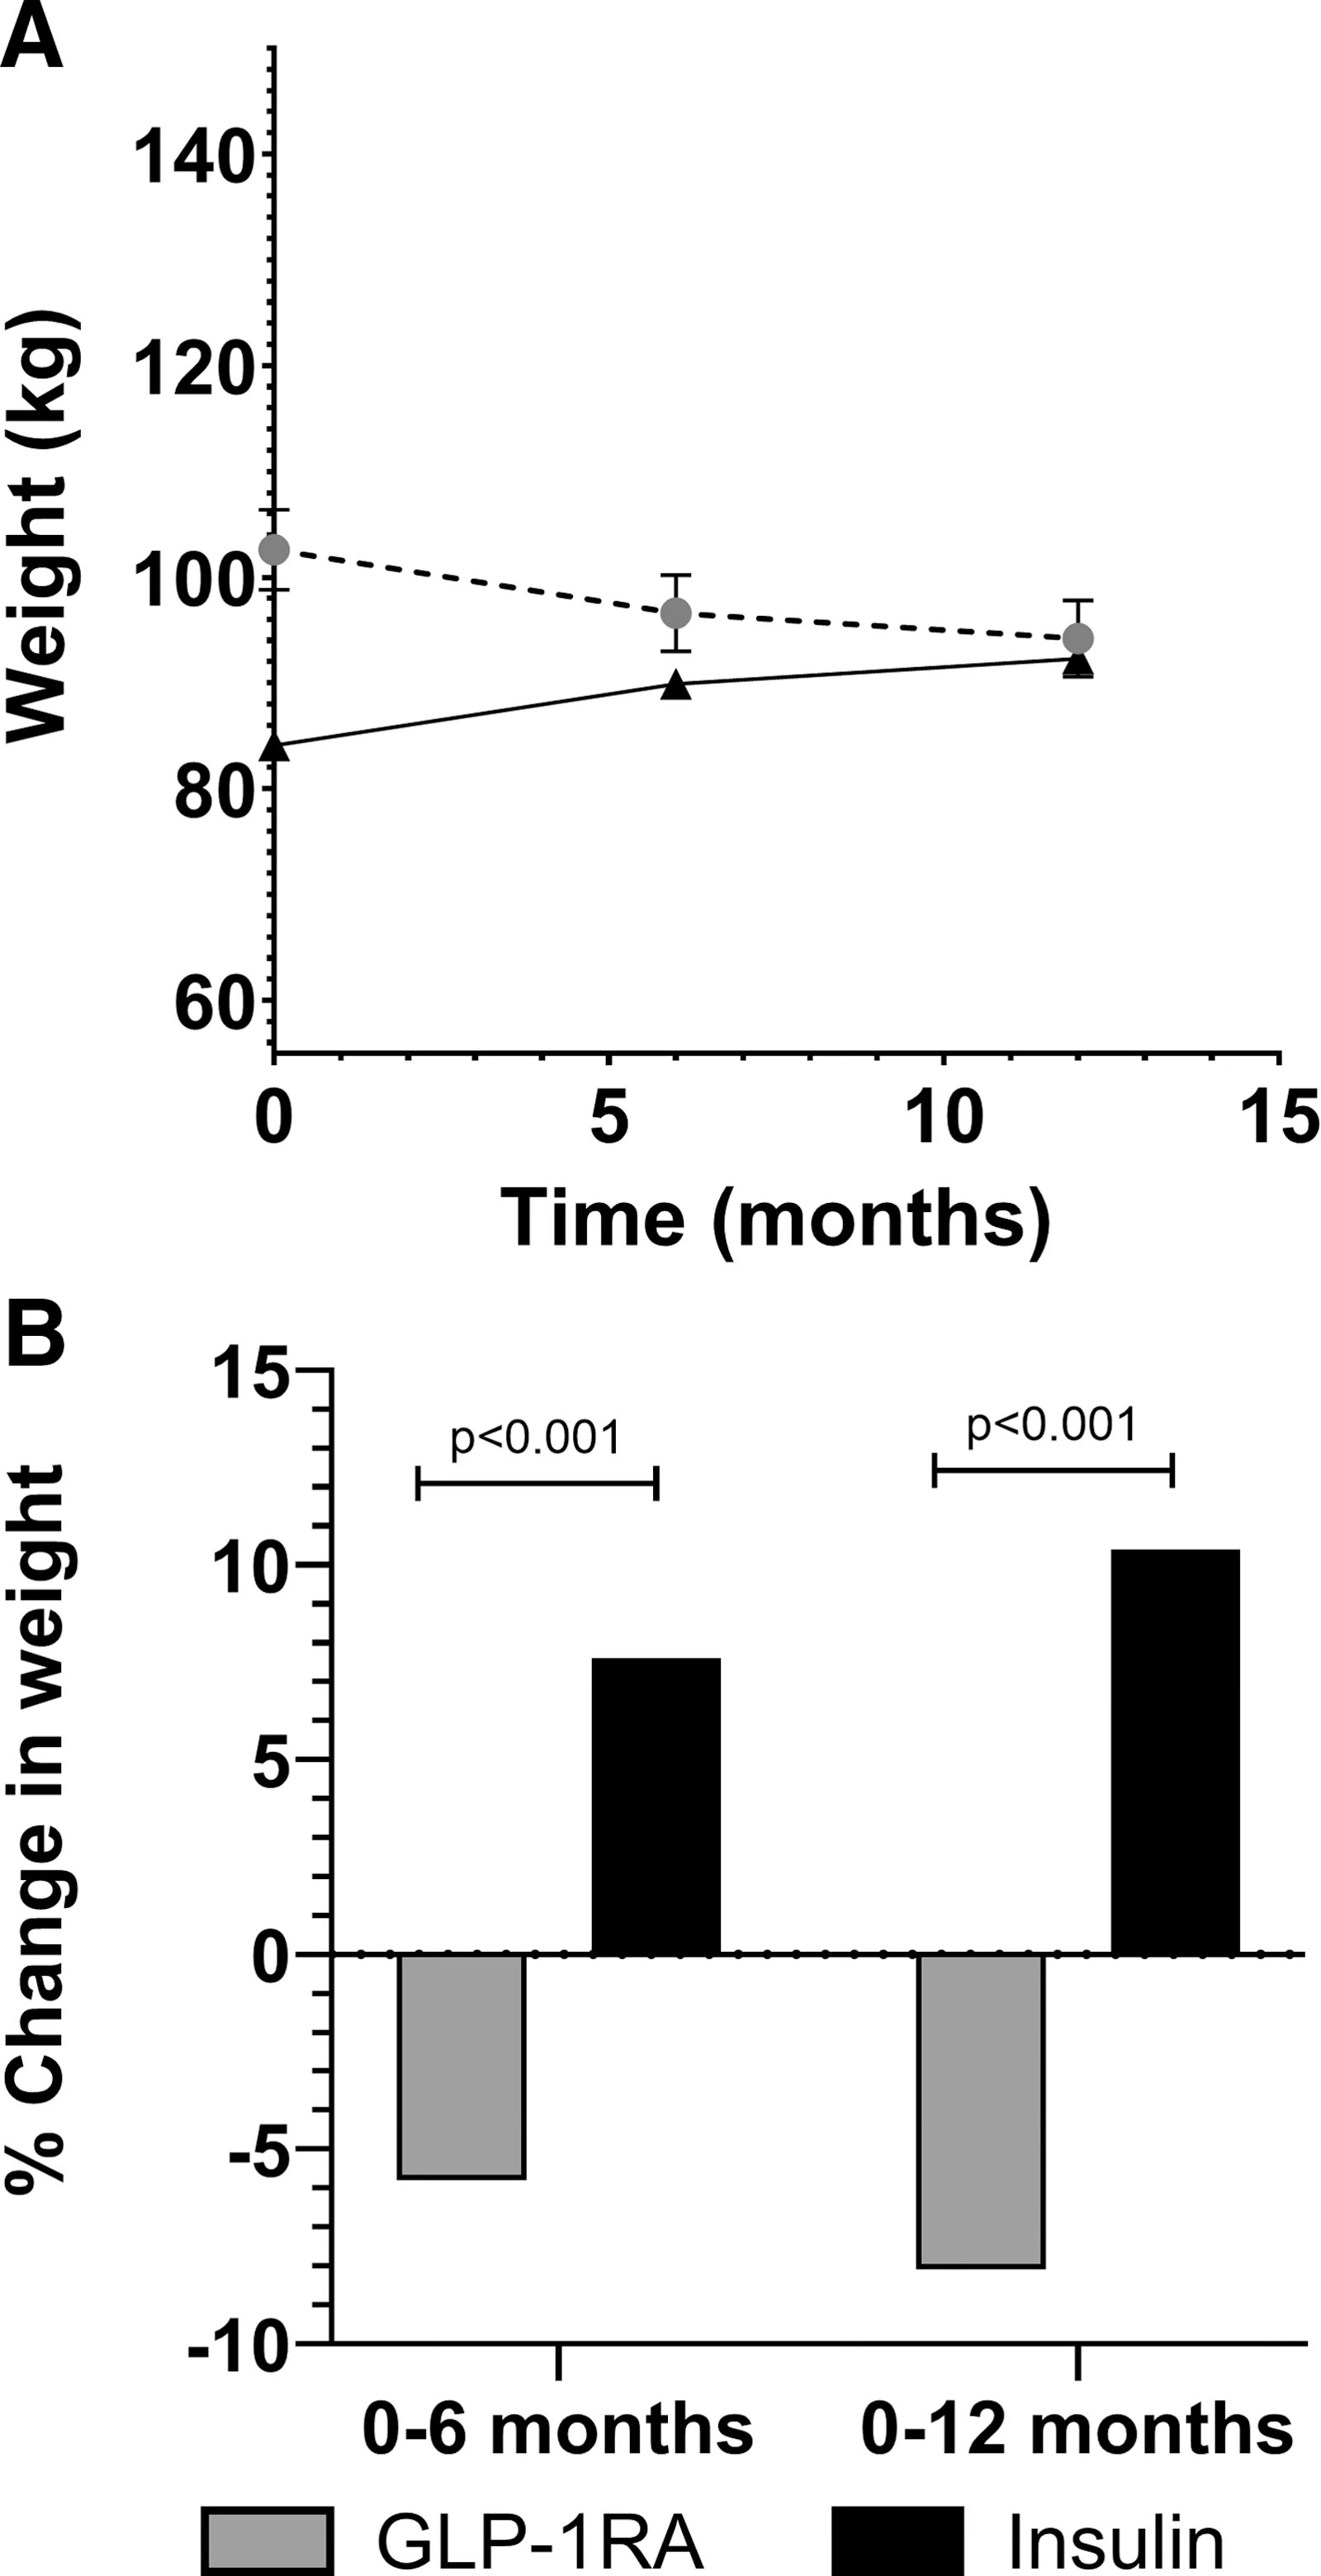 A
140
120
100
80
60
Weight (kg)
0 5 10 15
Time (months)
B
15
10
5
0
-5
-10
% Change in weight
p<0.001 p<0.001
0-6 months 0-12 months
GLP-1RA Insulin